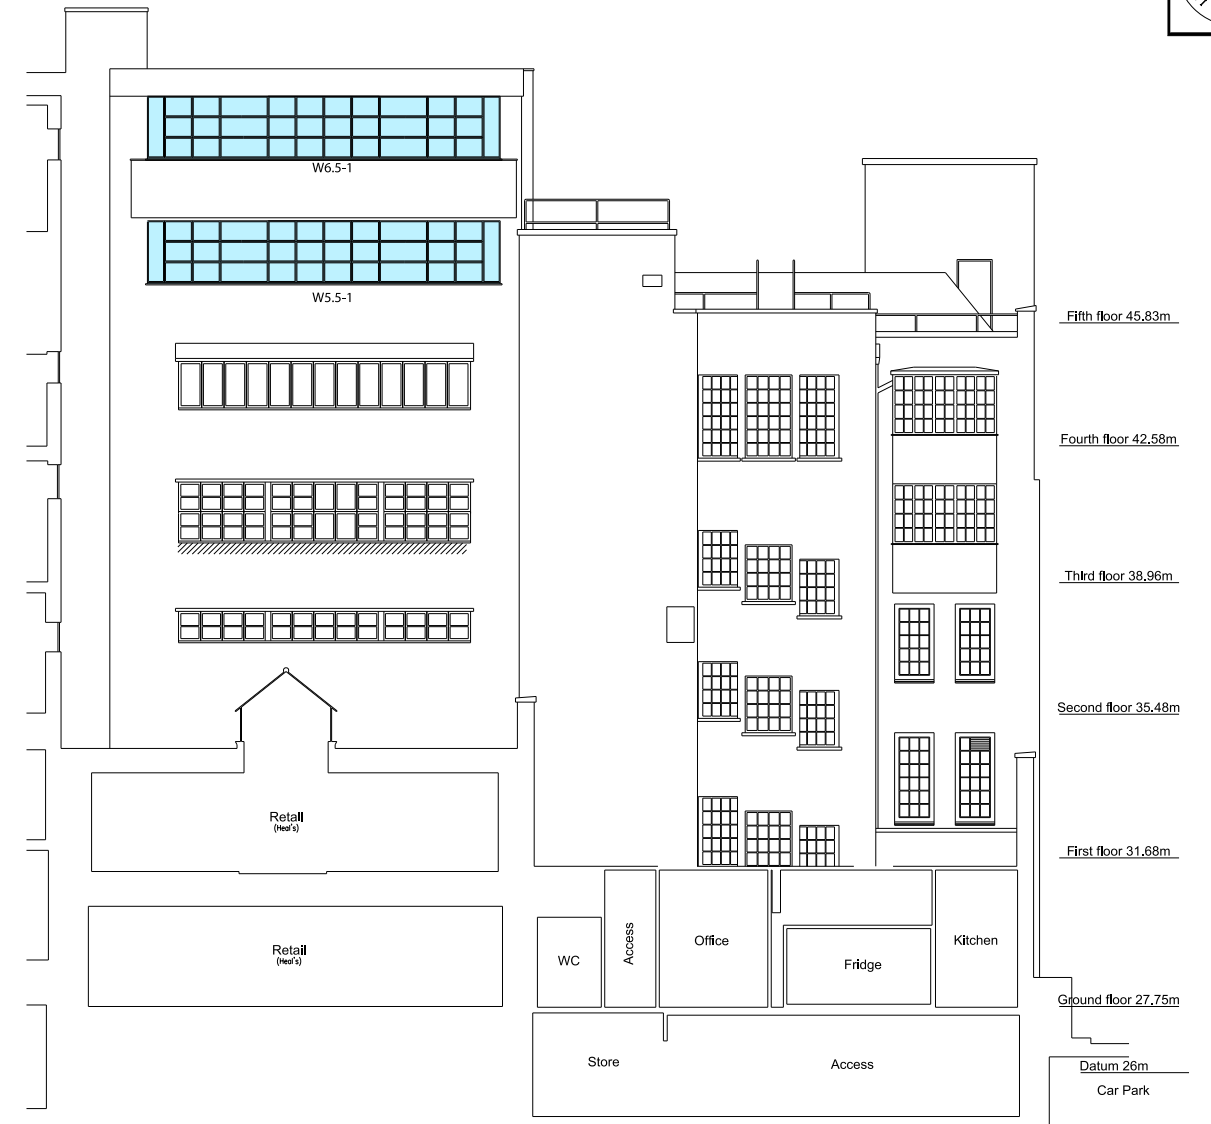 W6.5-1
W5.5-1
Fifth floor 45.83m
Fourth floor 42.58m
Third floor 38.96m
Second floor 35.48m
First floor 31.68m
Retail
(Heal's)
Retail
(Heal's)
WC
Access
Office
Fridge
Kitchen
Ground floor 27.75m
Store
Access
Datum 26m
Car Park